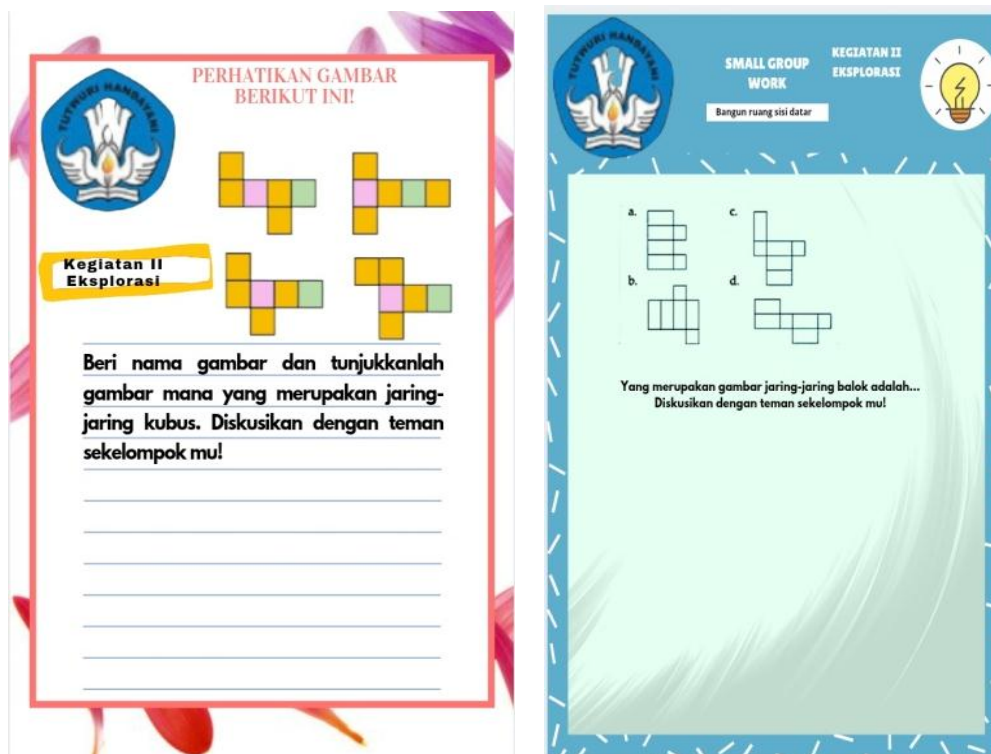 TUTWURI HANDAYANI
PERHATIKAN GAMBAR
BERIKUT INI!
Kegiatan II
Eksplorasi
Beri nama gambar dan tunjukkanlah
gambar mana yang merupakan jaring-
jaring kubus. Diskusikan dengan teman
sekelompok mu!
TUTWURI HANDAYANI
SMALL GROUP
WORK
KEGIATAN II
EKSPLORASI
Bangun ruang sisi datar
a.
c.
b.
d.
Yang merupakan gambar jaring-jaring balok adalah...
Diskusikan dengan teman sekelompok mu!